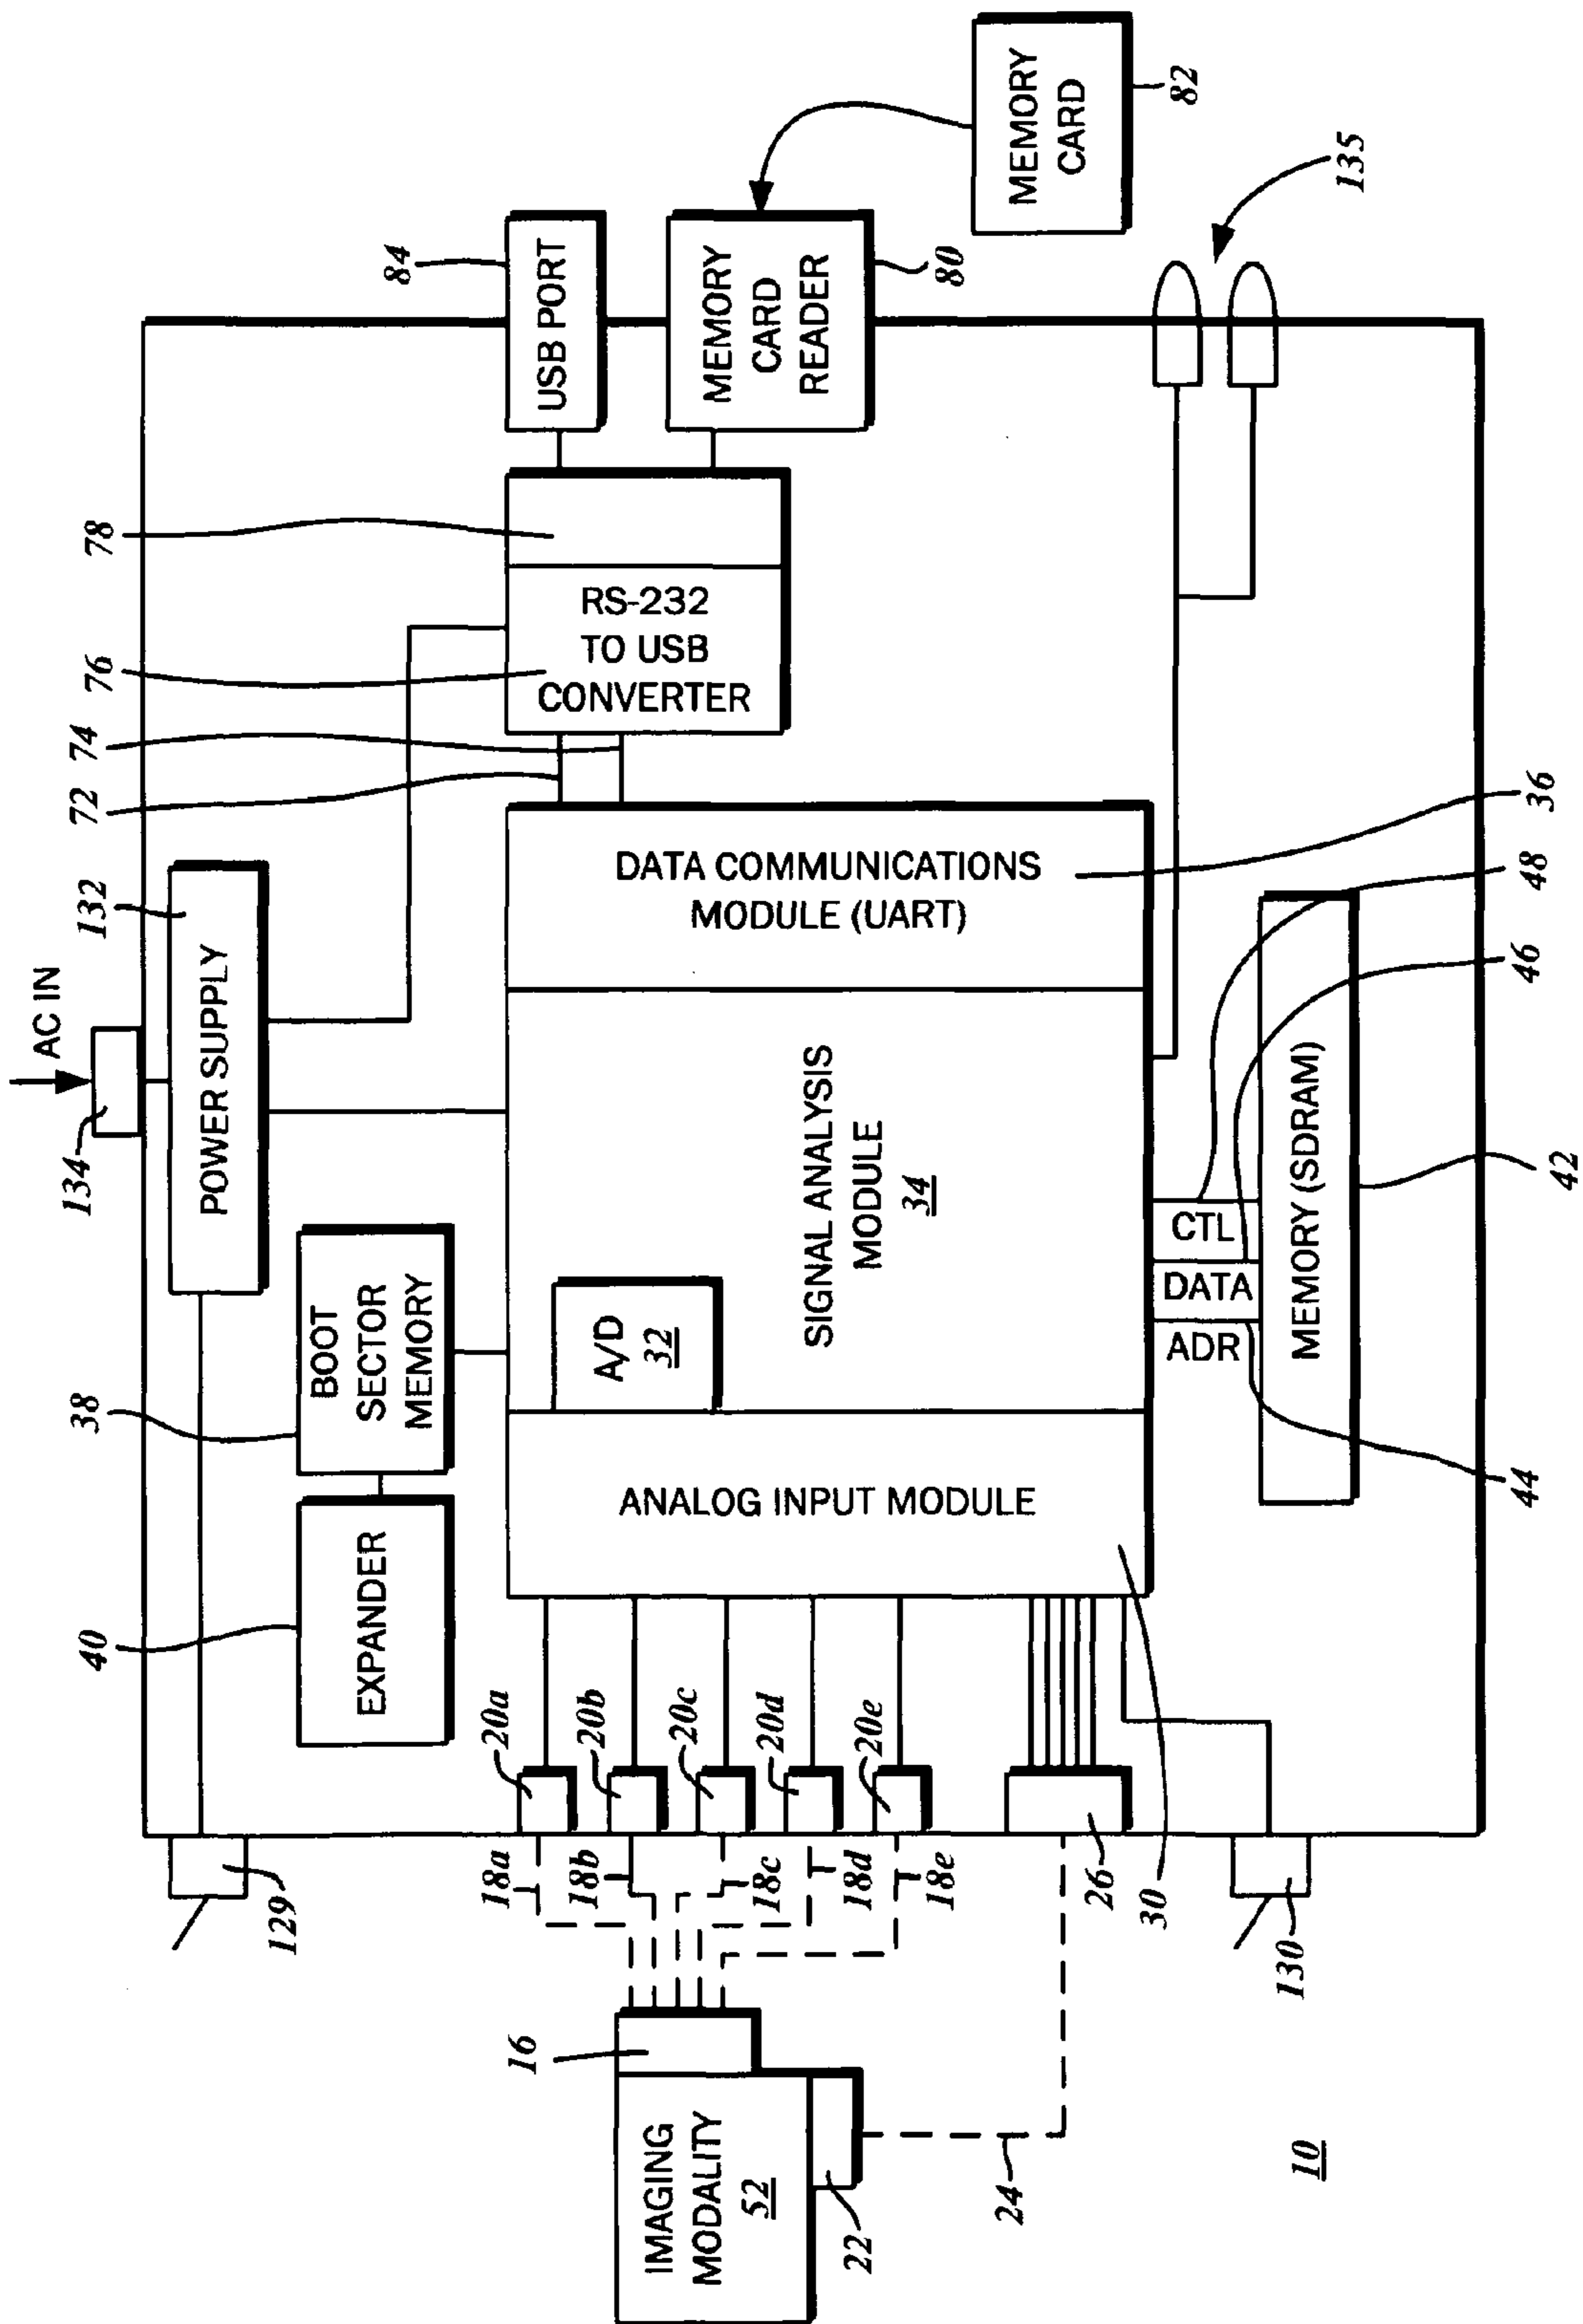 AC IN
134
132
POWER SUPPLY
129
40
EXPANDER
38
BOOT
SECTOR
MEMORY
72
74
76
78
84
RS-232
TO USB
CONVERTER
USB PORT
MEMORY
CARD
READER
80
MEMORY
CARD
82
135
IMAGING
MODALITY
52
16
22
24
18a
18b
18c
18d
18e
20a
20b
20c
20d
20e
26
130
30
ANALOG INPUT MODULE
A/D
32
SIGNAL ANALYSIS
MODULE
34
DATA COMMUNICATIONS
MODULE (UART)
36
48
46
CTL
DATA
ADR
MEMORY (SDRAM)
42
44
10